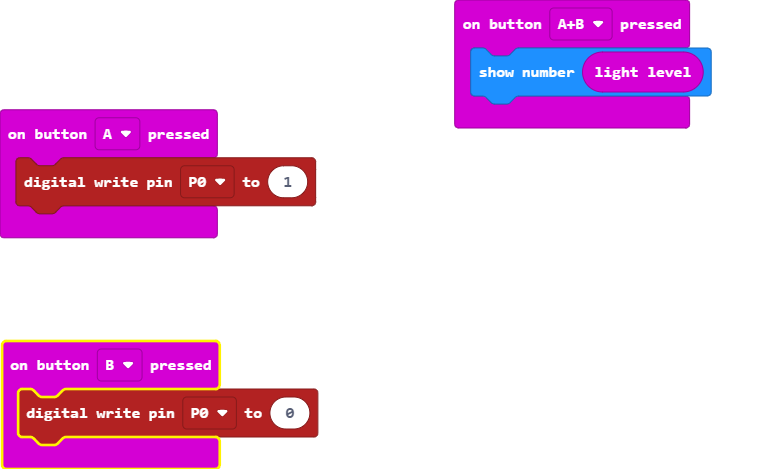 on button A+B pressed
show number light level
on button A pressed
digital write pin P0 to 1
on button B pressed
digital write pin P0 to 0